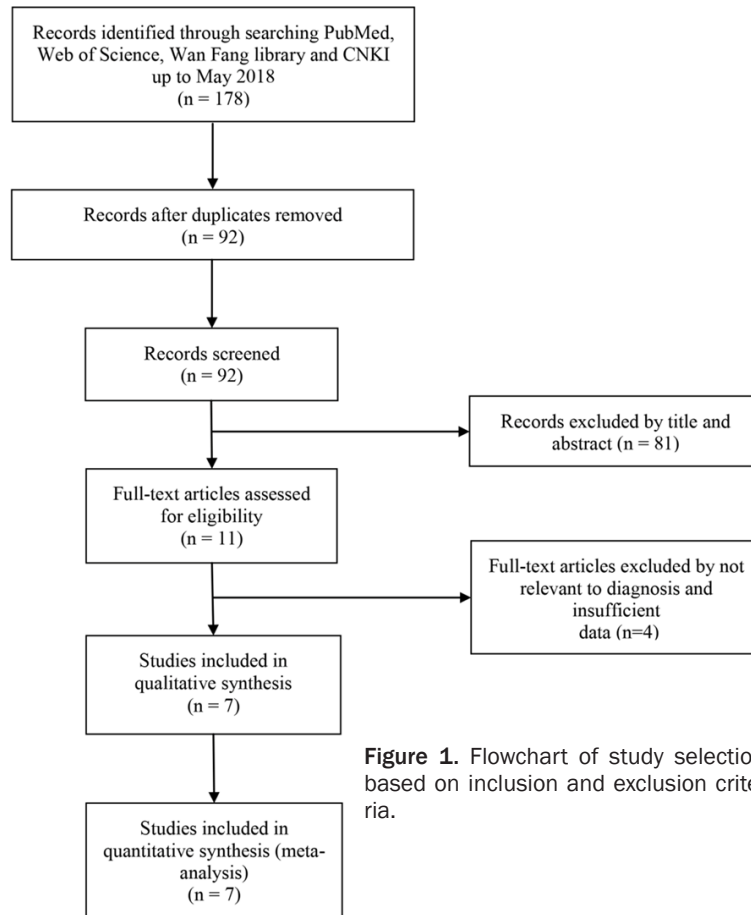 Records identified through searching PubMed,
Web of Science, Wan Fang library and CNKI
up to May 2018
(n = 178)
Records after duplicates removed
(n = 92)
Records screened
(n = 92)
Records excluded by title and
abstract (n = 81)
Full-text articles assessed
for eligibility
(n = 11)
Full-text articles excluded by not
relevant to diagnosis and
insufficient
data (n=4)
Studies included in
qualitative synthesis
(n = 7)
Figure 1. Flowchart of study selection
based on inclusion and exclusion crite-
ria.
Studies included in
quantitative synthesis (meta-
analysis)
(n = 7)